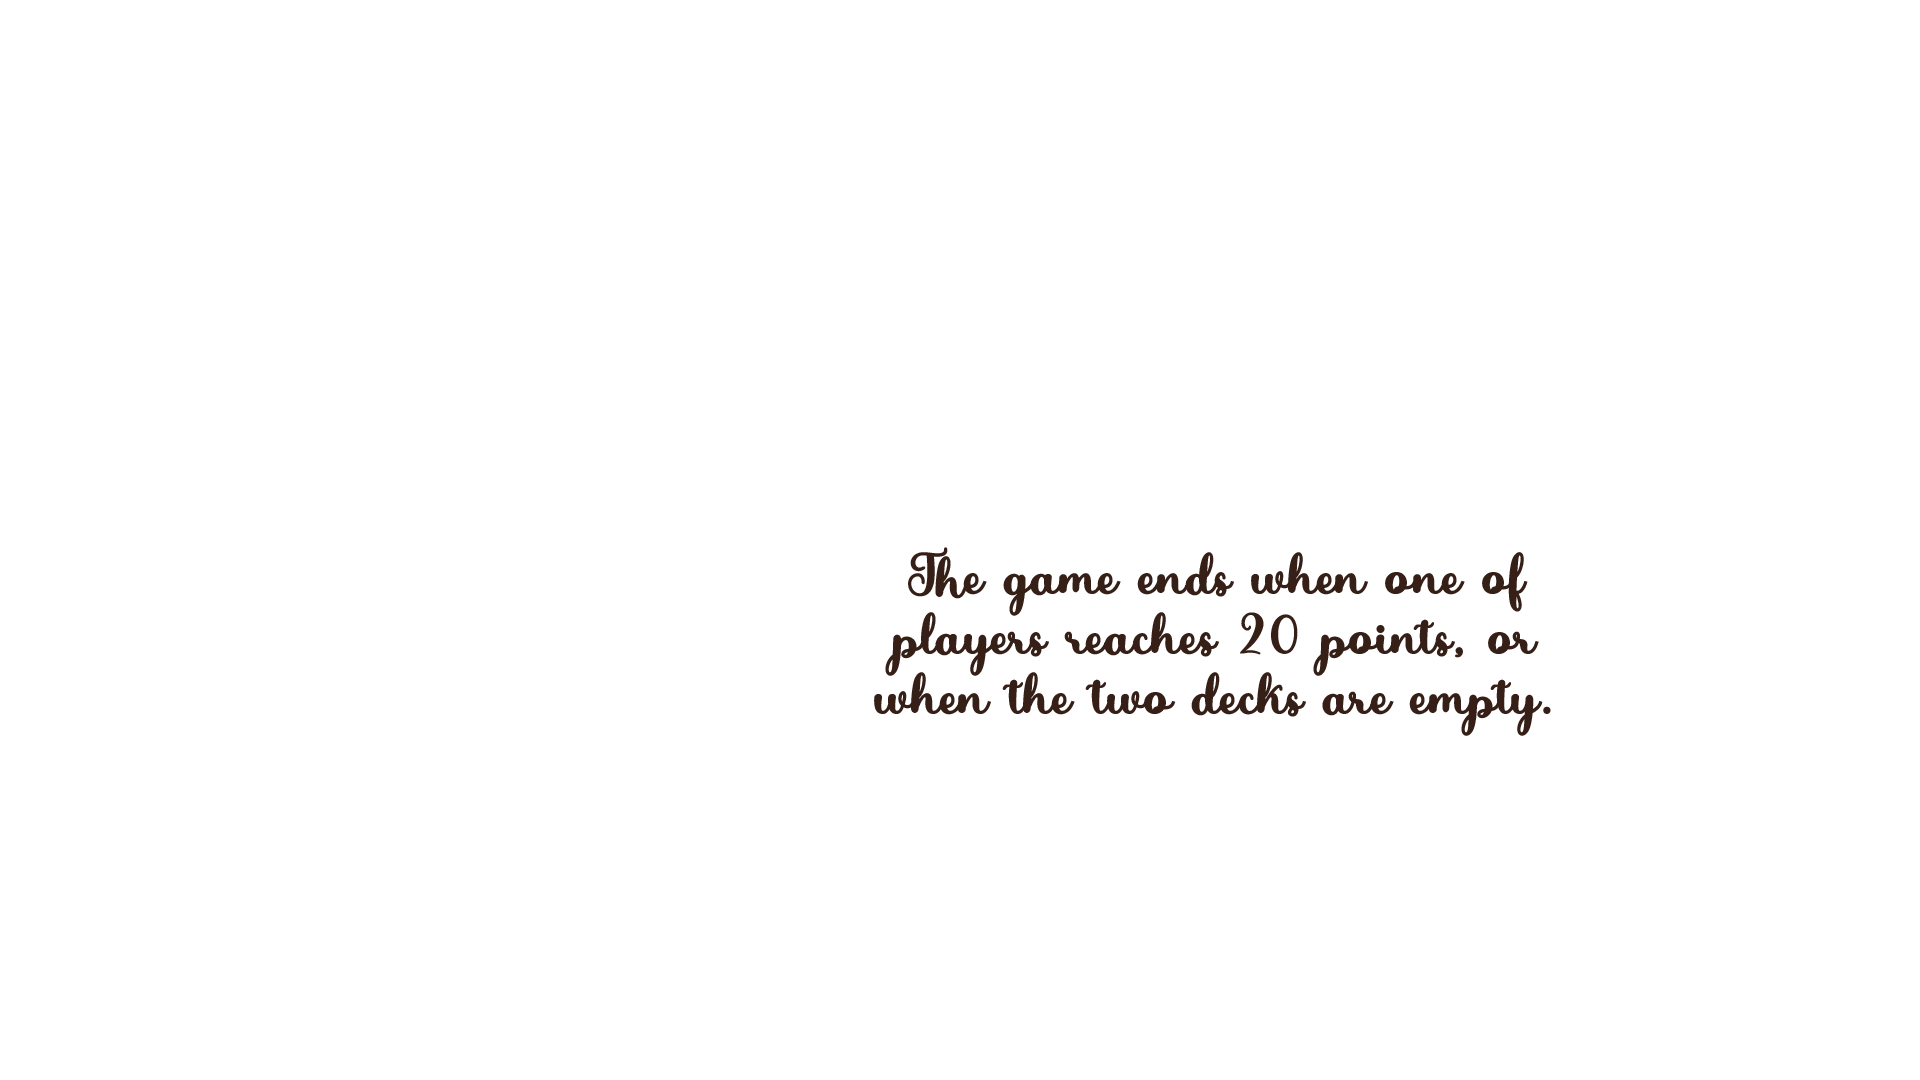 The game ends when one of
players reaches 20 points, or
when the two decks are empty.